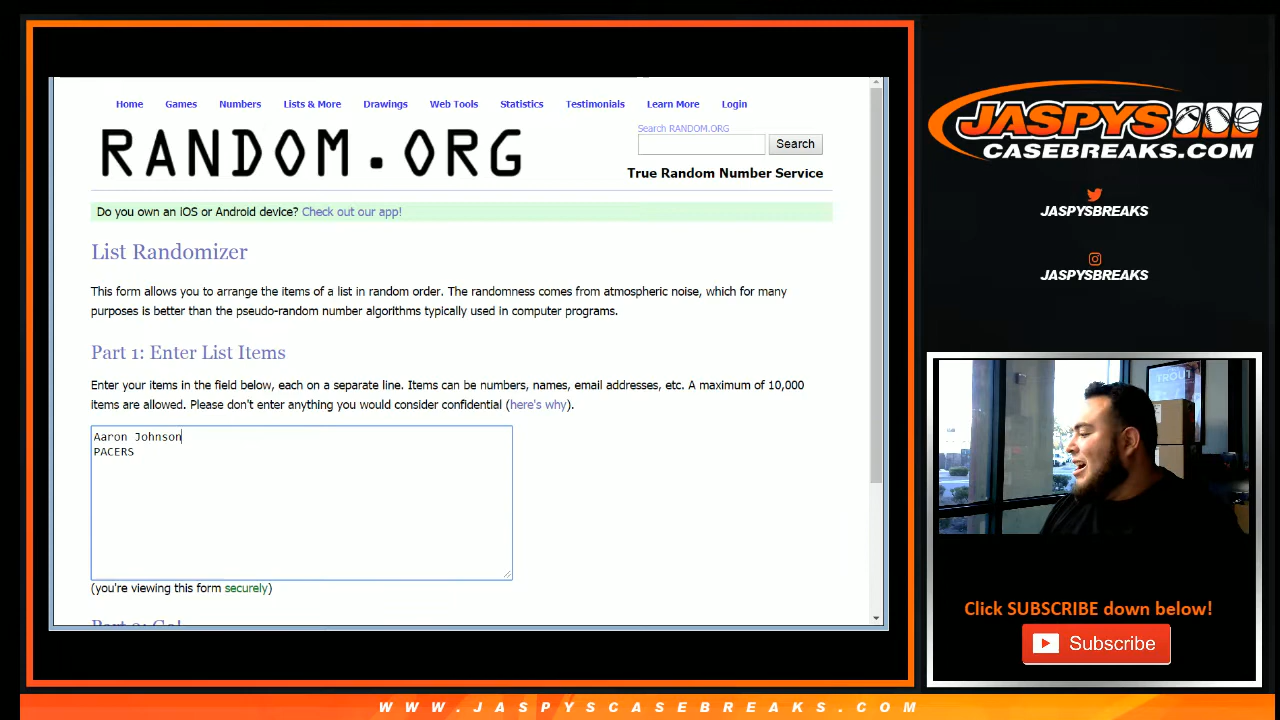 Home Games Numbers Lists & More Drawings Web Tools Statistics Testimonials Learn More Login
RANDOM.ORG
Search RANDOM.ORG
Search
True Random Number Service
Do you own an iOS or Android device? Check out our app!
List Randomizer
This form allows you to arrange the items of a list in random order. The randomness comes from atmospheric noise, which for many
purposes is better than the pseudo-random number algorithms typically used in computer programs.
Part 1: Enter List Items
Enter your items in the field below, each on a separate line. Items can be numbers, names, email addresses, etc. A maximum of 10,000
items are allowed. Please don't enter anything you would consider confidential (here's why).
Aaron Johnson
PACERS
(you're viewing this form securely)
Part 2: Go!
JASPYS
CASEBREAKS.COM
JASPYSBREAKS
JASPYSBREAKS
TROUT
Click SUBSCRIBE down below!
Subscribe
WWW.JASPYSCASEBREAKS.COM